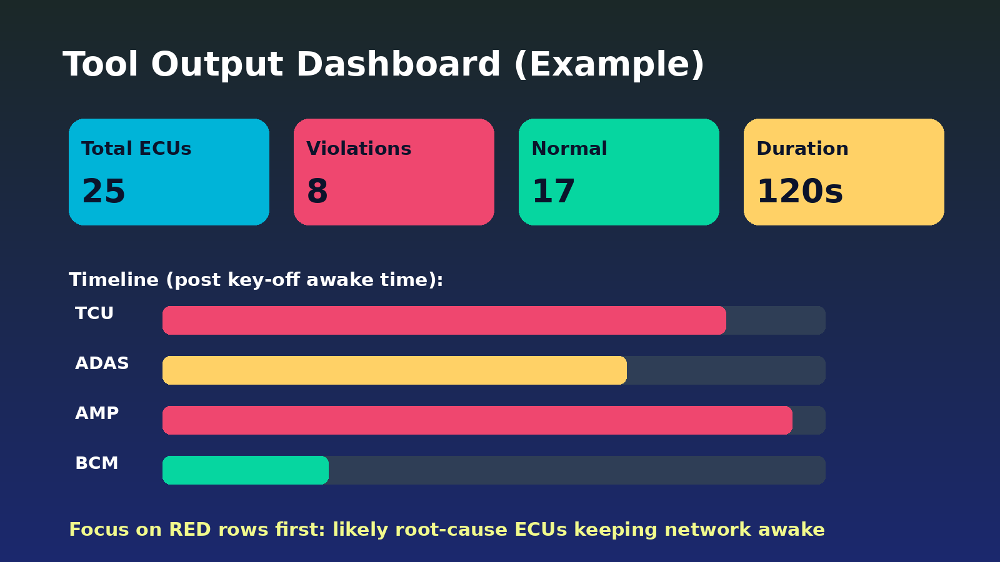 Tool Output Dashboard (Example)
Total ECUs
25
Violations
8
Normal
17
Duration
120s
Timeline (post key-off awake time):
TCU
ADAS
AMP
BCM
Focus on RED rows first: likely root-cause ECUs keeping network awake